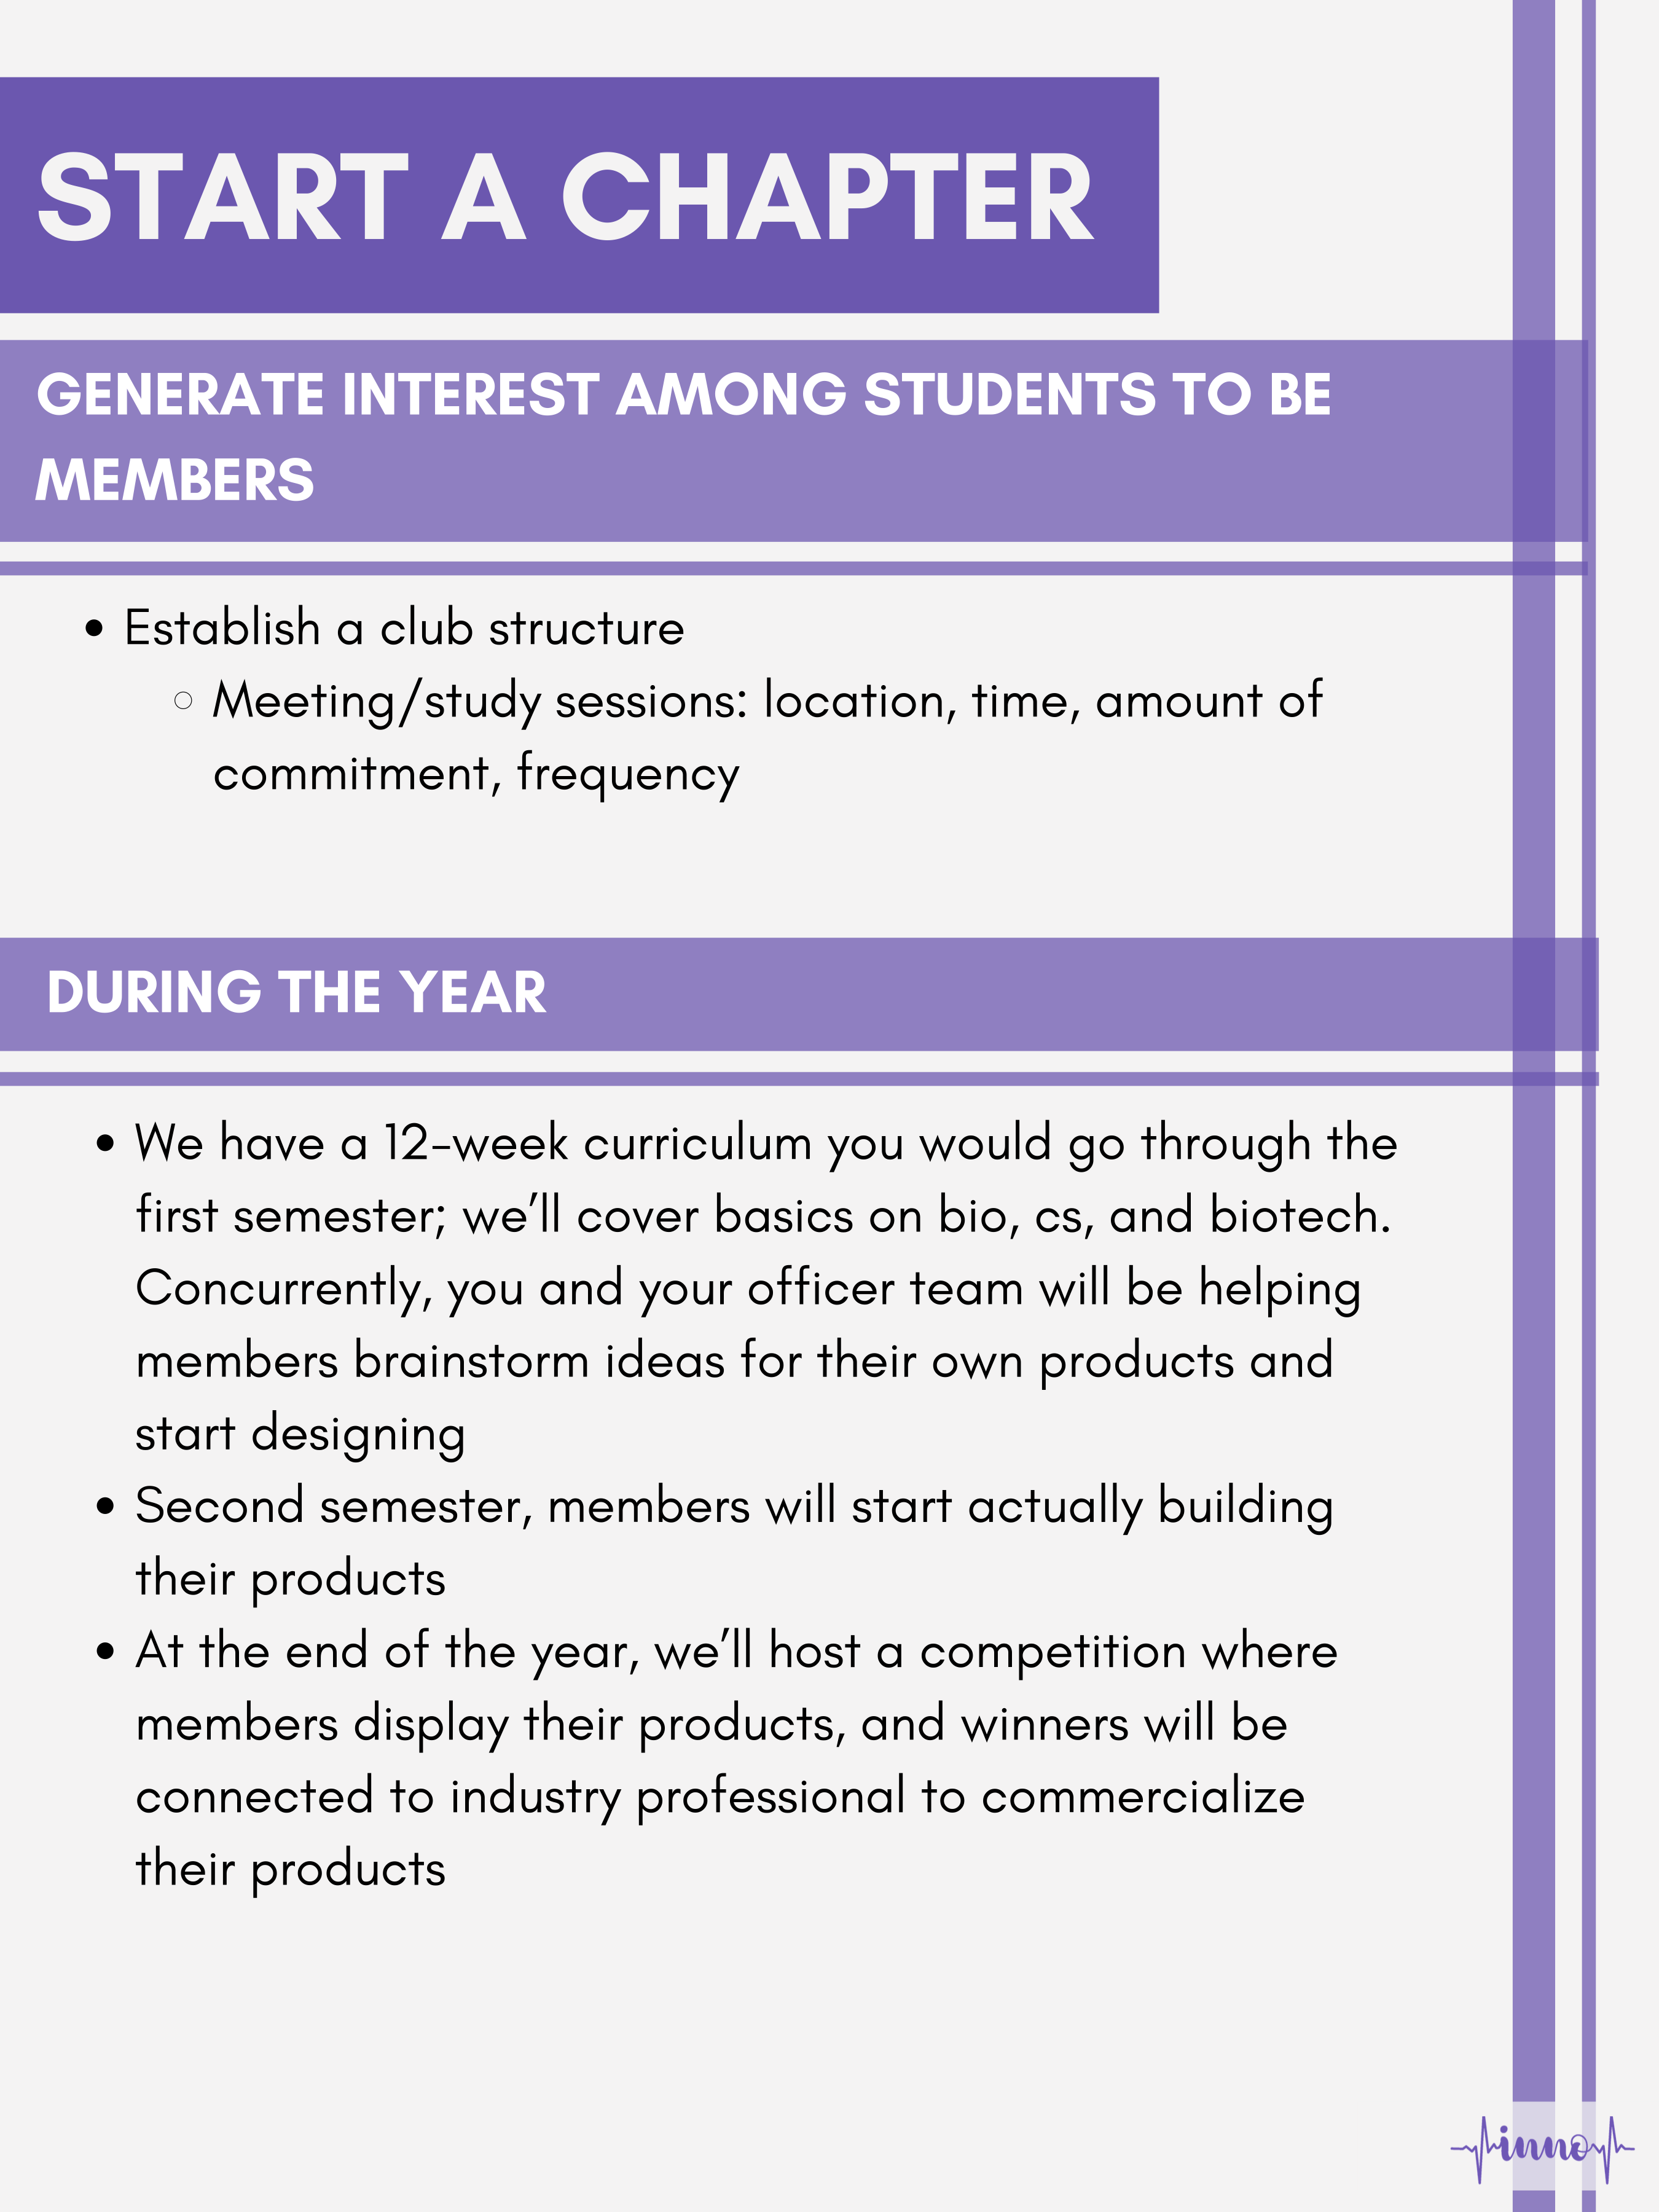 START A CHAPTER
GENERATE INTEREST AMONG STUDENTS TO BE
MEMBERS
• Establish a club structure
○ Meeting/study sessions: location, time, amount of
commitment, frequency
DURING THE YEAR
• We have a 12-week curriculum you would go through the
first semester; we’ll cover basics on bio, cs, and biotech.
Concurrently, you and your officer team will be helping
members brainstorm ideas for their own products and
start designing
• Second semester, members will start actually building
their products
• At the end of the year, we’ll host a competition where
members display their products, and winners will be
connected to industry professional to commercialize
their products
inno